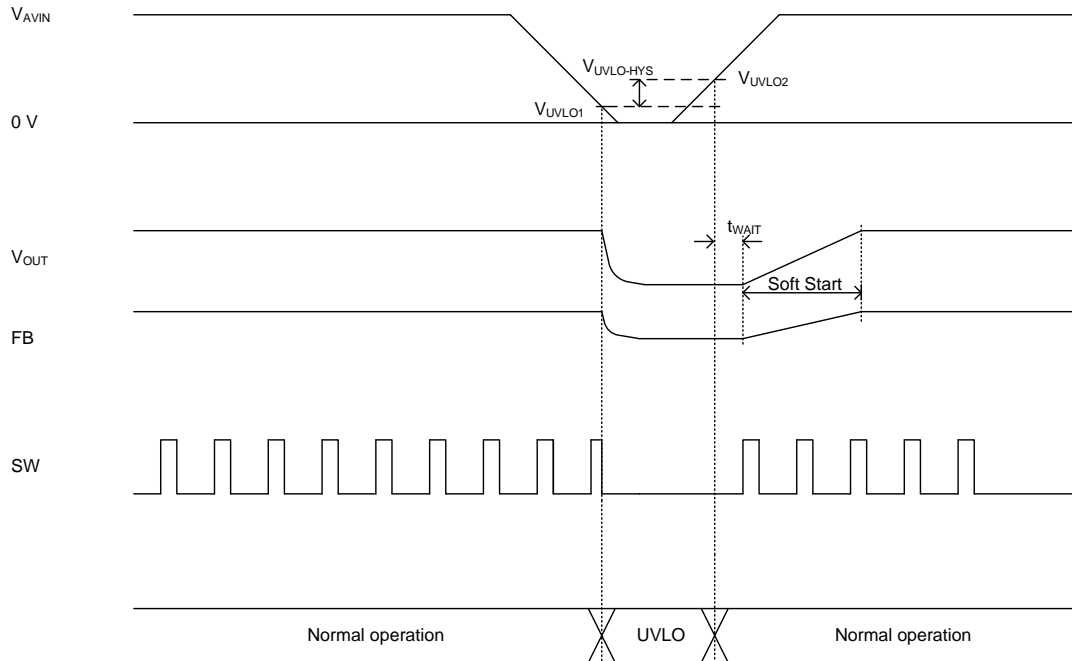 VAVIN
VUVLO-HYS
VUVLO2
VUVLO1
0 V
tWAIT
VOUT
Soft Start
FB
SW
Normal operation
UVLO
Normal operation